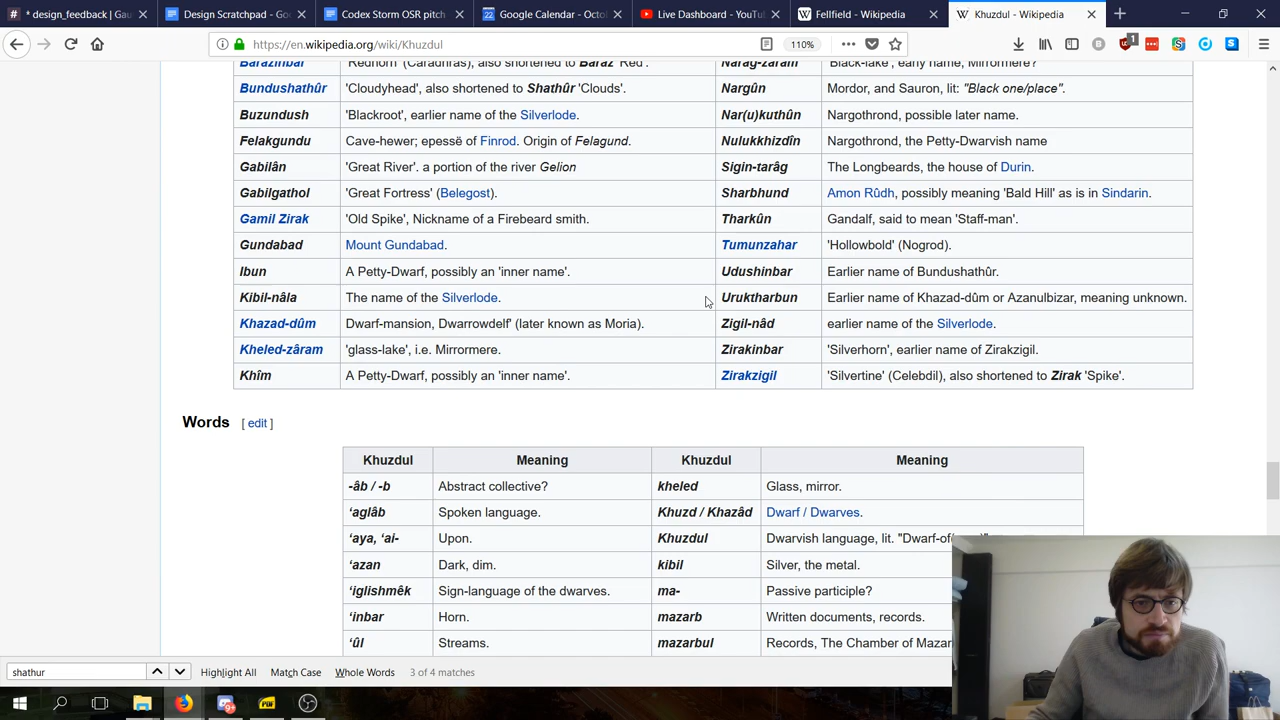 * design_feedback | Gau
Design Scratchpad - Go
Codex Storm OSR pitch
Google Calendar - Octo
Live Dashboard - YouT
Fellfield - Wikipedia
Khuzdul - Wikipedia
https://en.wikipedia.org/wiki/Khuzdul
110%
1
Barazinbar 'Redhorn' (Caradhras), also shortened to Baraz 'Red'. Narag-zâram 'Black-lake', early name, Mirrormere?
Bundushathûr 'Cloudyhead', also shortened to Shathûr 'Clouds'. Nargûn Mordor, and Sauron, lit: "Black one/place".
Buzundush 'Blackroot', earlier name of the Silverlode. Nar(u)kuthûn Nargothrond, possible later name.
Felakgundu Cave-hewer; epessë of Finrod. Origin of Felagund. Nulukkhizdîn Nargothrond, the Petty-Dwarvish name
Gabilân 'Great River'. a portion of the river Gelion Sigin-tarâg The Longbeards, the house of Durin.
Gabilgathol 'Great Fortress' (Belegost). Sharbhund Amon Rûdh, possibly meaning 'Bald Hill' as is in Sindarin.
Gamil Zirak 'Old Spike', Nickname of a Firebeard smith. Tharkûn Gandalf, said to mean 'Staff-man'.
Gundabad Mount Gundabad. Tumunzahar 'Hollowbold' (Nogrod).
Ibun A Petty-Dwarf, possibly an 'inner name'. Udushinbar Earlier name of Bundushathûr.
Kibil-nâla The name of the Silverlode. Uruktharbun Earlier name of Khazad-dûm or Azanulbizar, meaning unknown.
Khazad-dûm Dwarf-mansion, Dwarrowdelf' (later known as Moria). Zigil-nâd earlier name of the Silverlode.
Kheled-zâram 'glass-lake', i.e. Mirrormere. Zirakinbar 'Silverhorn', earlier name of Zirakzigil.
Khîm A Petty-Dwarf, possibly an 'inner name'. Zirakzigil 'Silvertine' (Celebdil), also shortened to Zirak 'Spike'.
Words [ edit ]
Khuzdul Meaning Khuzdul Meaning
-âb / -b Abstract collective? kheled Glass, mirror.
ʻaglâb Spoken language. Khuzd / Khazâd Dwarf / Dwarves.
ʻaya, ʻai- Upon. Khuzdul Dwarvish language, lit. "Dwarf-of
ʻazan Dark, dim. kibil Silver, the metal.
ʻiglishmêk Sign-language of the dwarves. ma- Passive participle?
ʻinbar Horn. mazarb Written documents, records.
ʻûl Streams. mazarbul Records, The Chamber of Mazar
shathur Highlight All Match Case Whole Words 3 of 4 matches